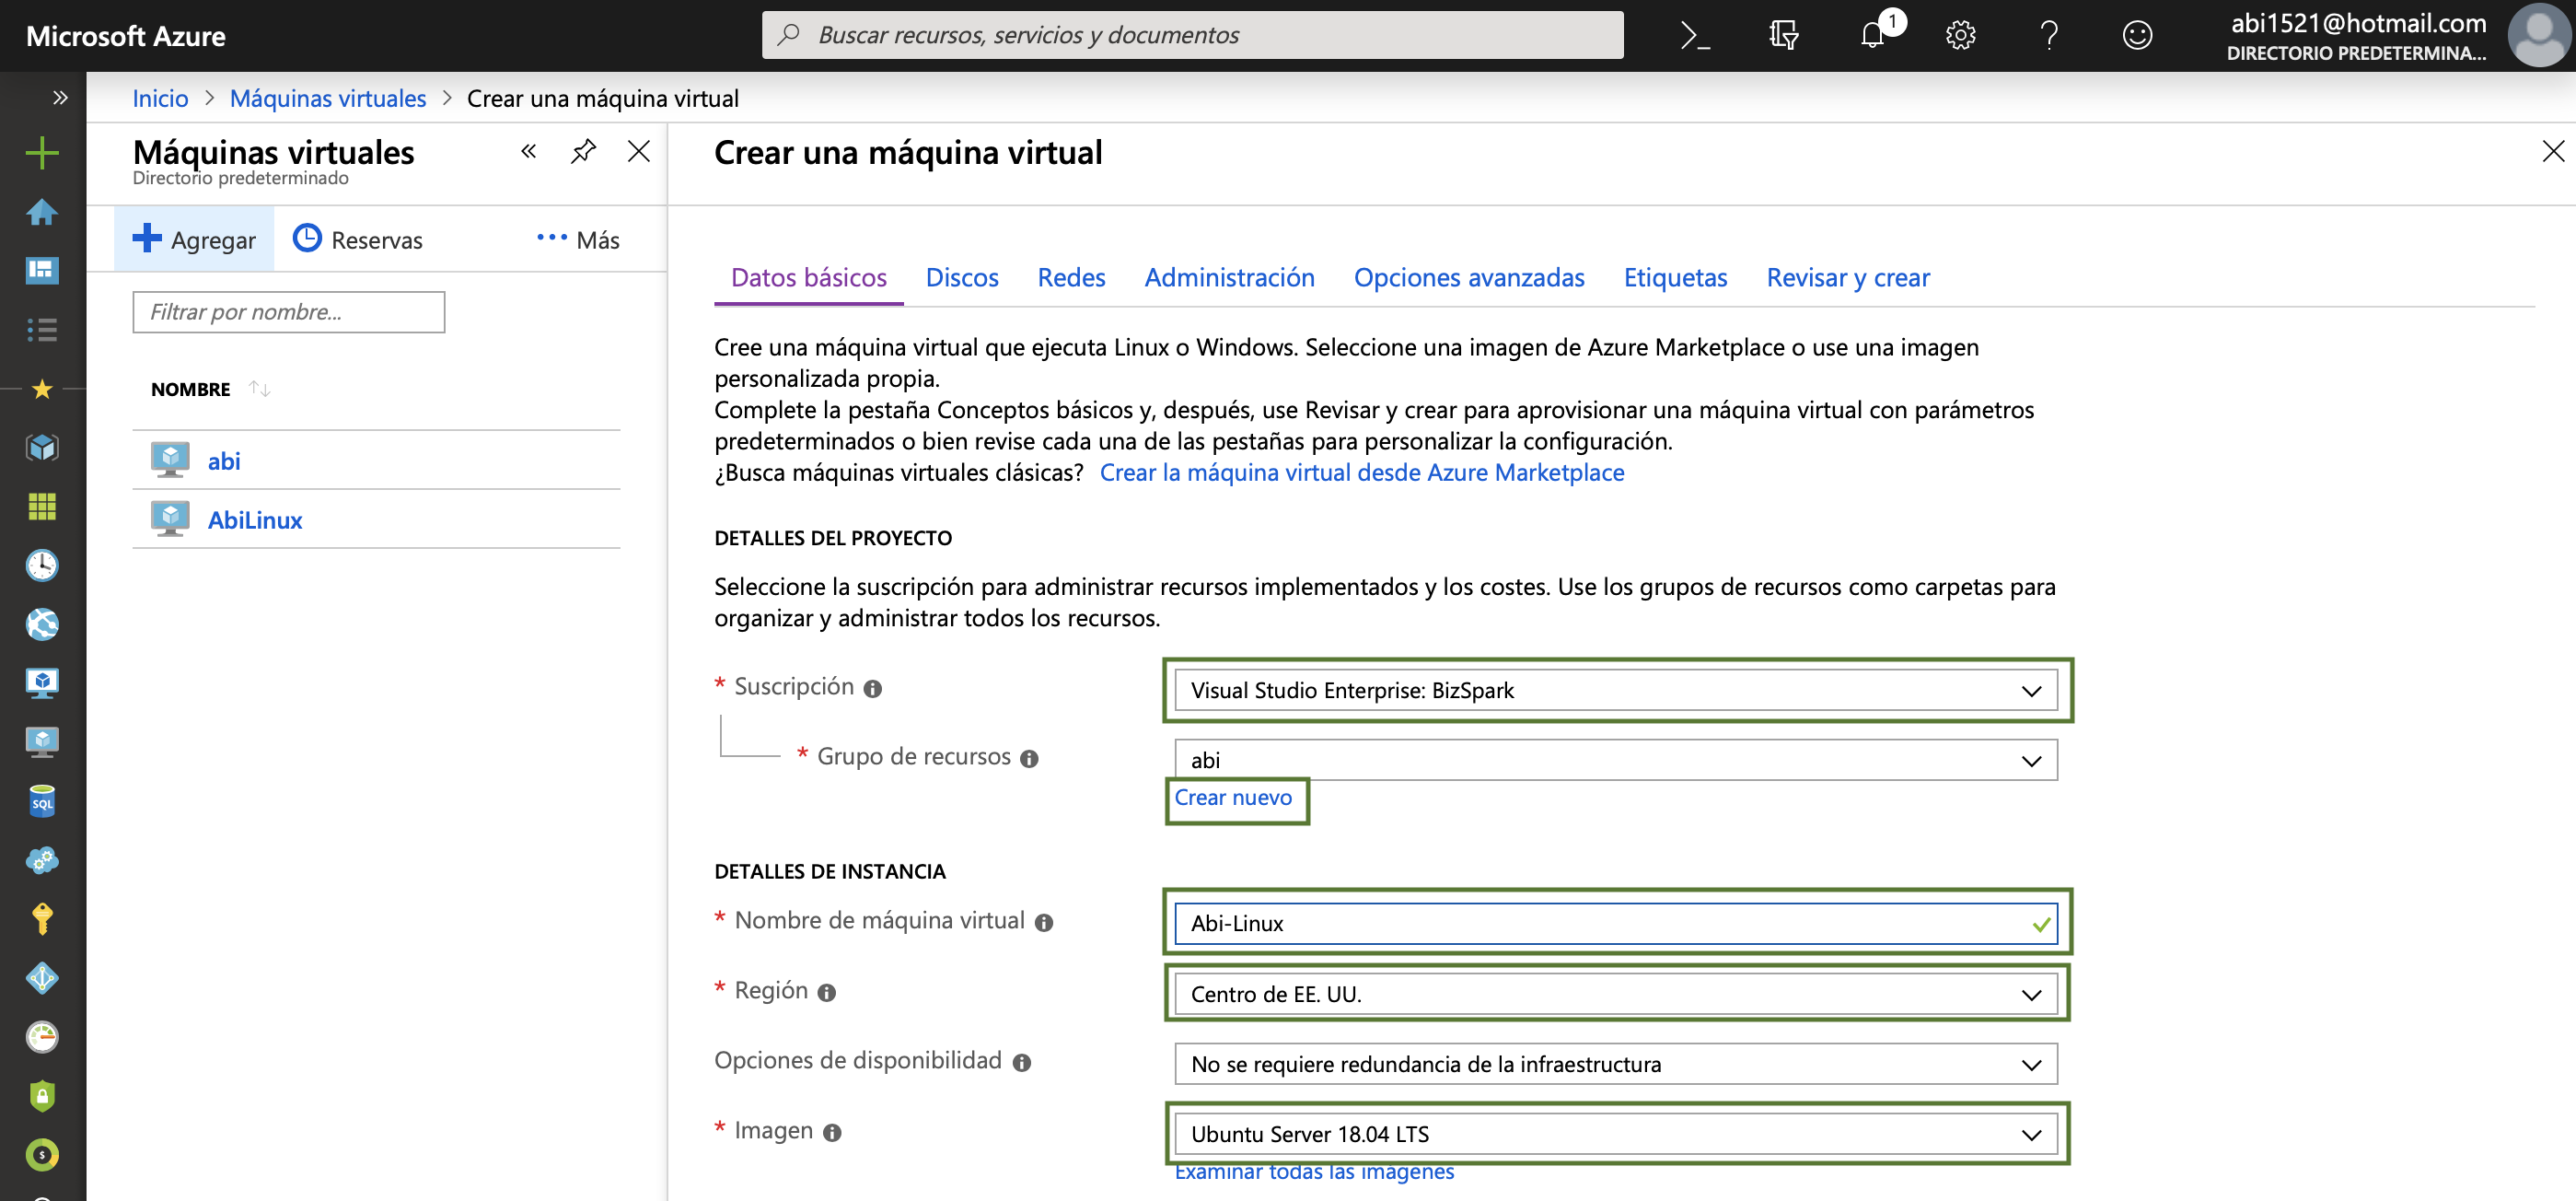 Microsoft Azure
Buscar recursos, servicios y documentos
1
abi1521@hotmail.com
DIRECTORIO PREDETERMINA...
Inicio > Máquinas virtuales > Crear una máquina virtual
Máquinas virtuales
Directorio predeterminado
Agregar
Reservas
Más
Filtrar por nombre...
NOMBRE
abi
AbiLinux
SQL
Crear una máquina virtual
Datos básicos
Discos
Redes
Administración
Opciones avanzadas
Etiquetas
Revisar y crear
Cree una máquina virtual que ejecuta Linux o Windows. Seleccione una imagen de Azure Marketplace o use una imagen
personalizada propia.
Complete la pestaña Conceptos básicos y, después, use Revisar y crear para aprovisionar una máquina virtual con parámetros
predeterminados o bien revise cada una de las pestañas para personalizar la configuración.
¿Busca máquinas virtuales clásicas? Crear la máquina virtual desde Azure Marketplace
DETALLES DEL PROYECTO
Seleccione la suscripción para administrar recursos implementados y los costes. Use los grupos de recursos como carpetas para
organizar y administrar todos los recursos.
* Suscripción
Visual Studio Enterprise: BizSpark
* Grupo de recursos
abi
Crear nuevo
DETALLES DE INSTANCIA
* Nombre de máquina virtual
Abi-Linux
* Región
Centro de EE. UU.
Opciones de disponibilidad
No se requiere redundancia de la infraestructura
* Imagen
Ubuntu Server 18.04 LTS
Examinar todas las imágenes